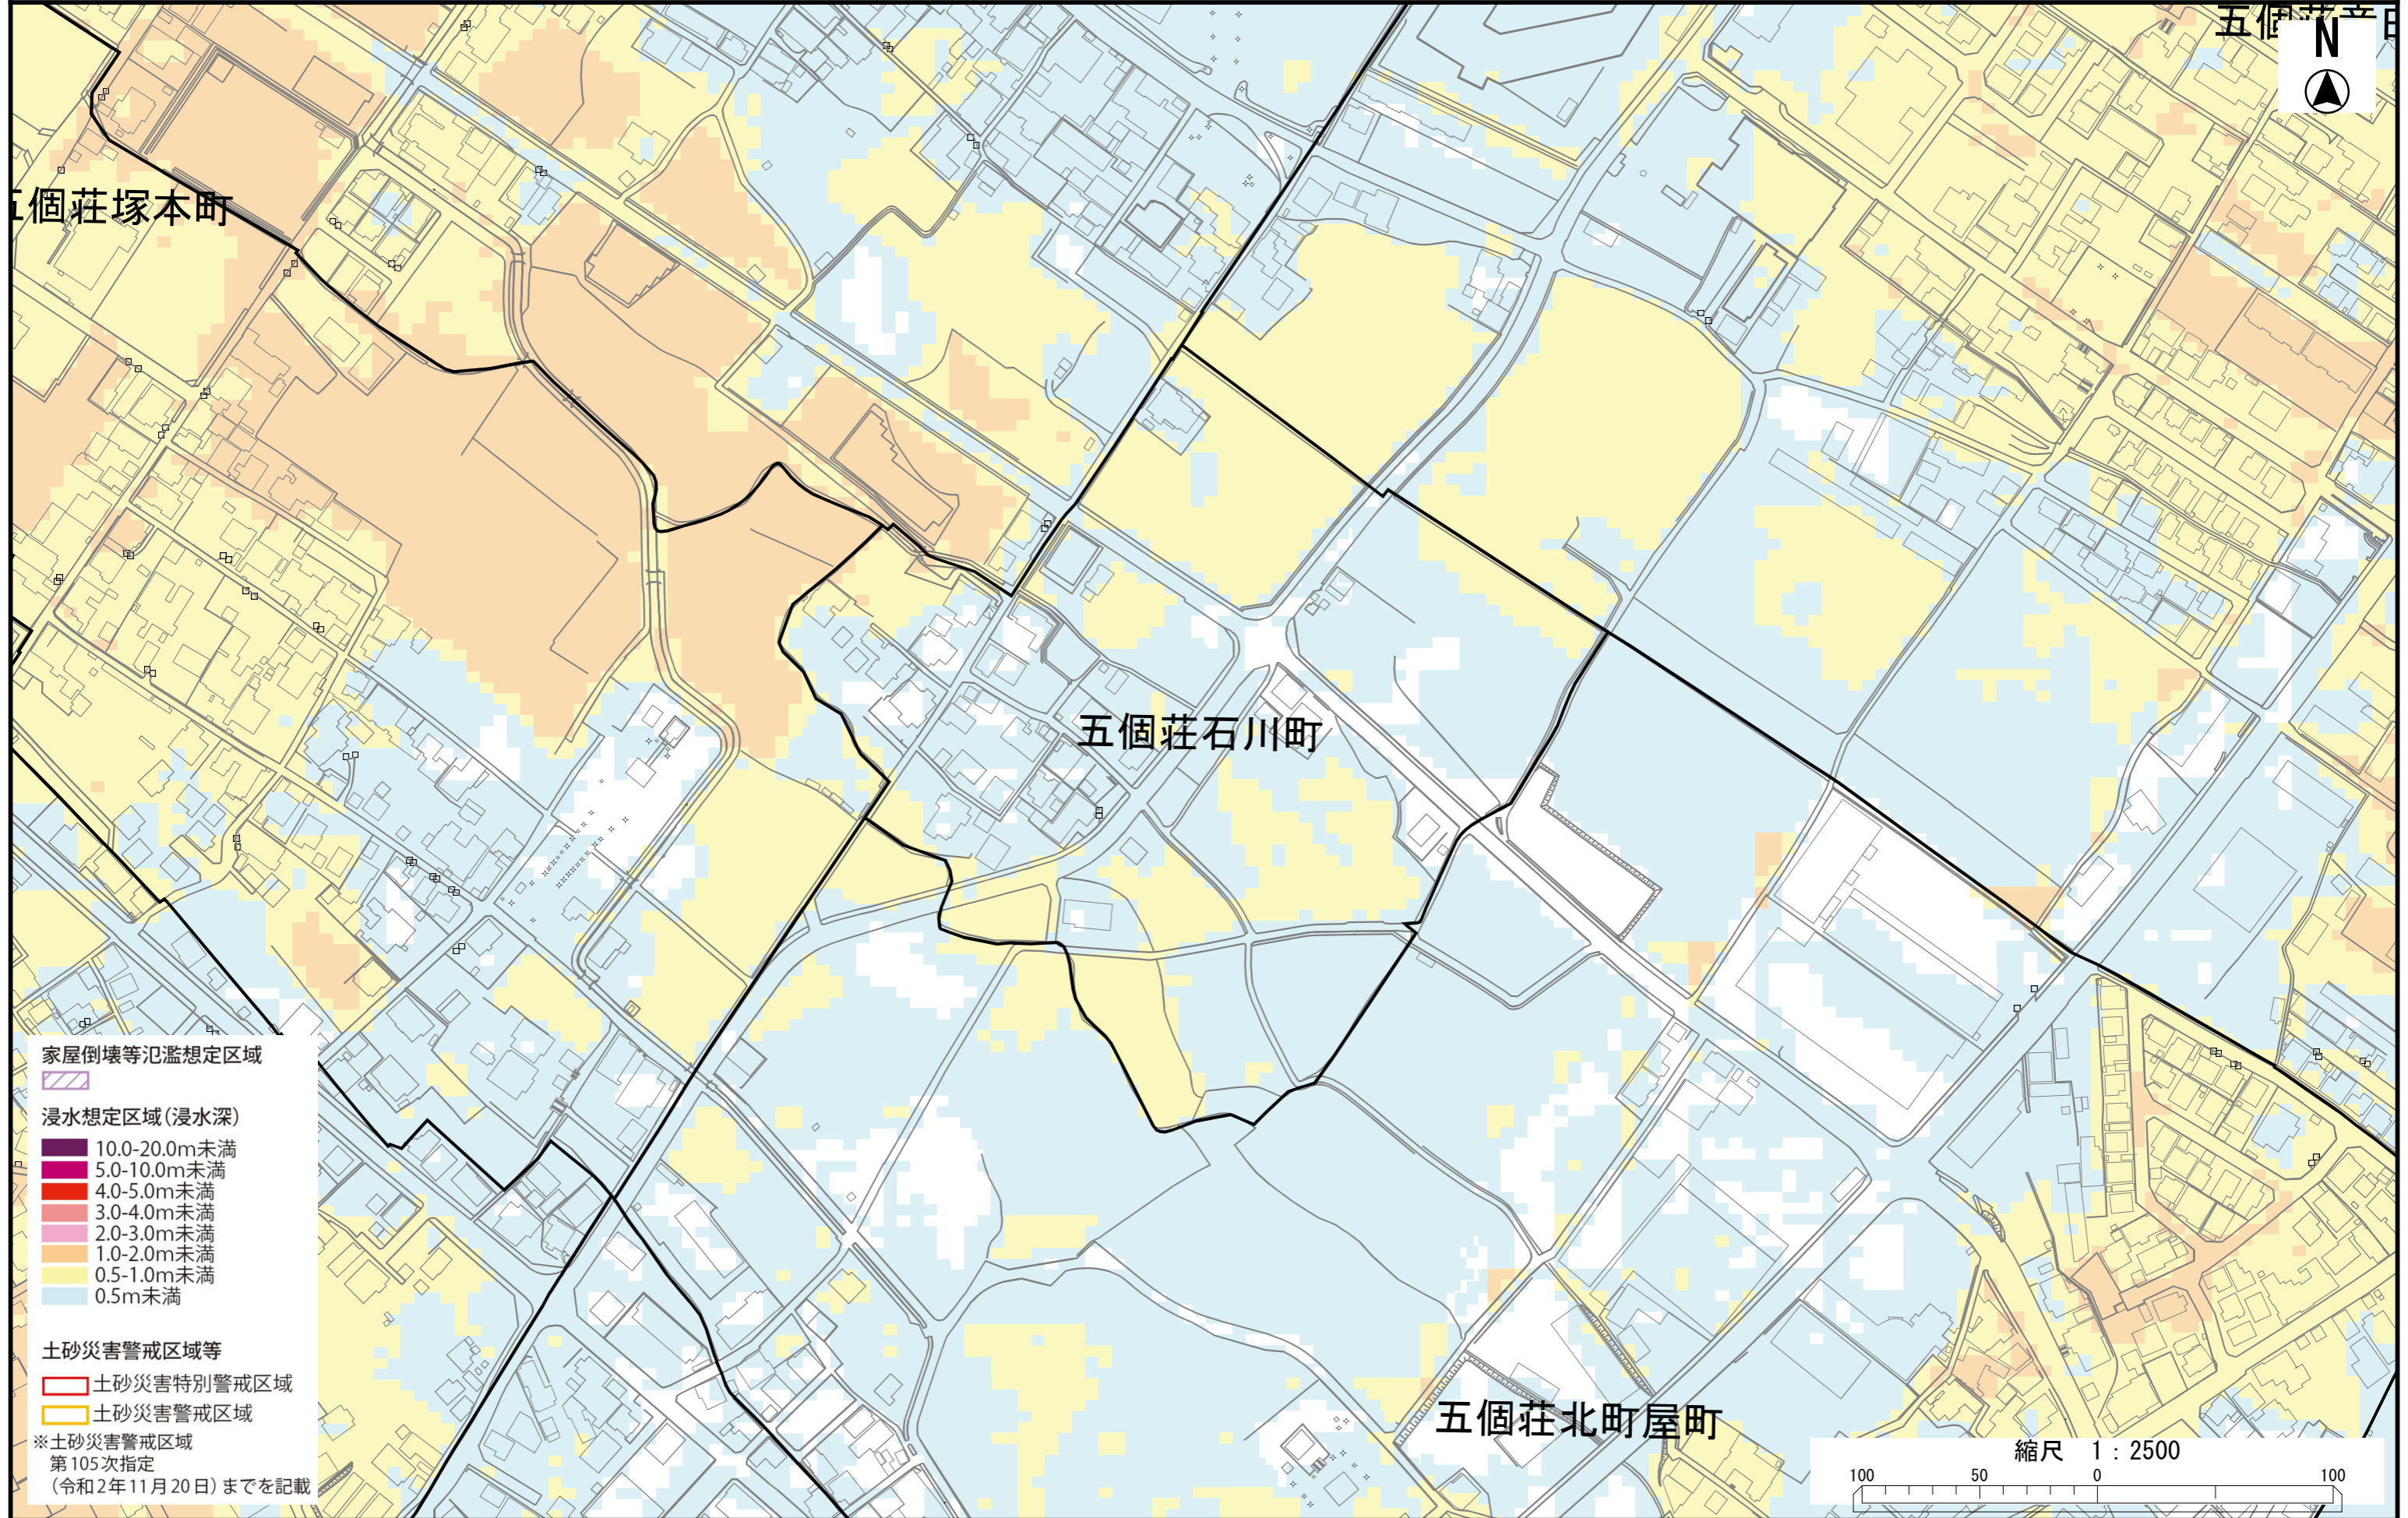 五個荘
N
五個荘塚本町
五個荘石川町
五個荘北町屋町
家屋倒壊等氾濫想定区域
浸水想定区域(浸水深)
10.0-20.0m未満
5.0-10.0m未満
4.0-5.0m未満
3.0-4.0m未満
2.0-3.0m未満
1.0-2.0m未満
0.5-1.0m未満
0.5m未満
土砂災害警戒区域等
土砂災害特別警戒区域
土砂災害警戒区域
※土砂災害警戒区域
第105次指定
(令和2年11月20日)までを記載
縮尺 1：2500
100 50 0 100